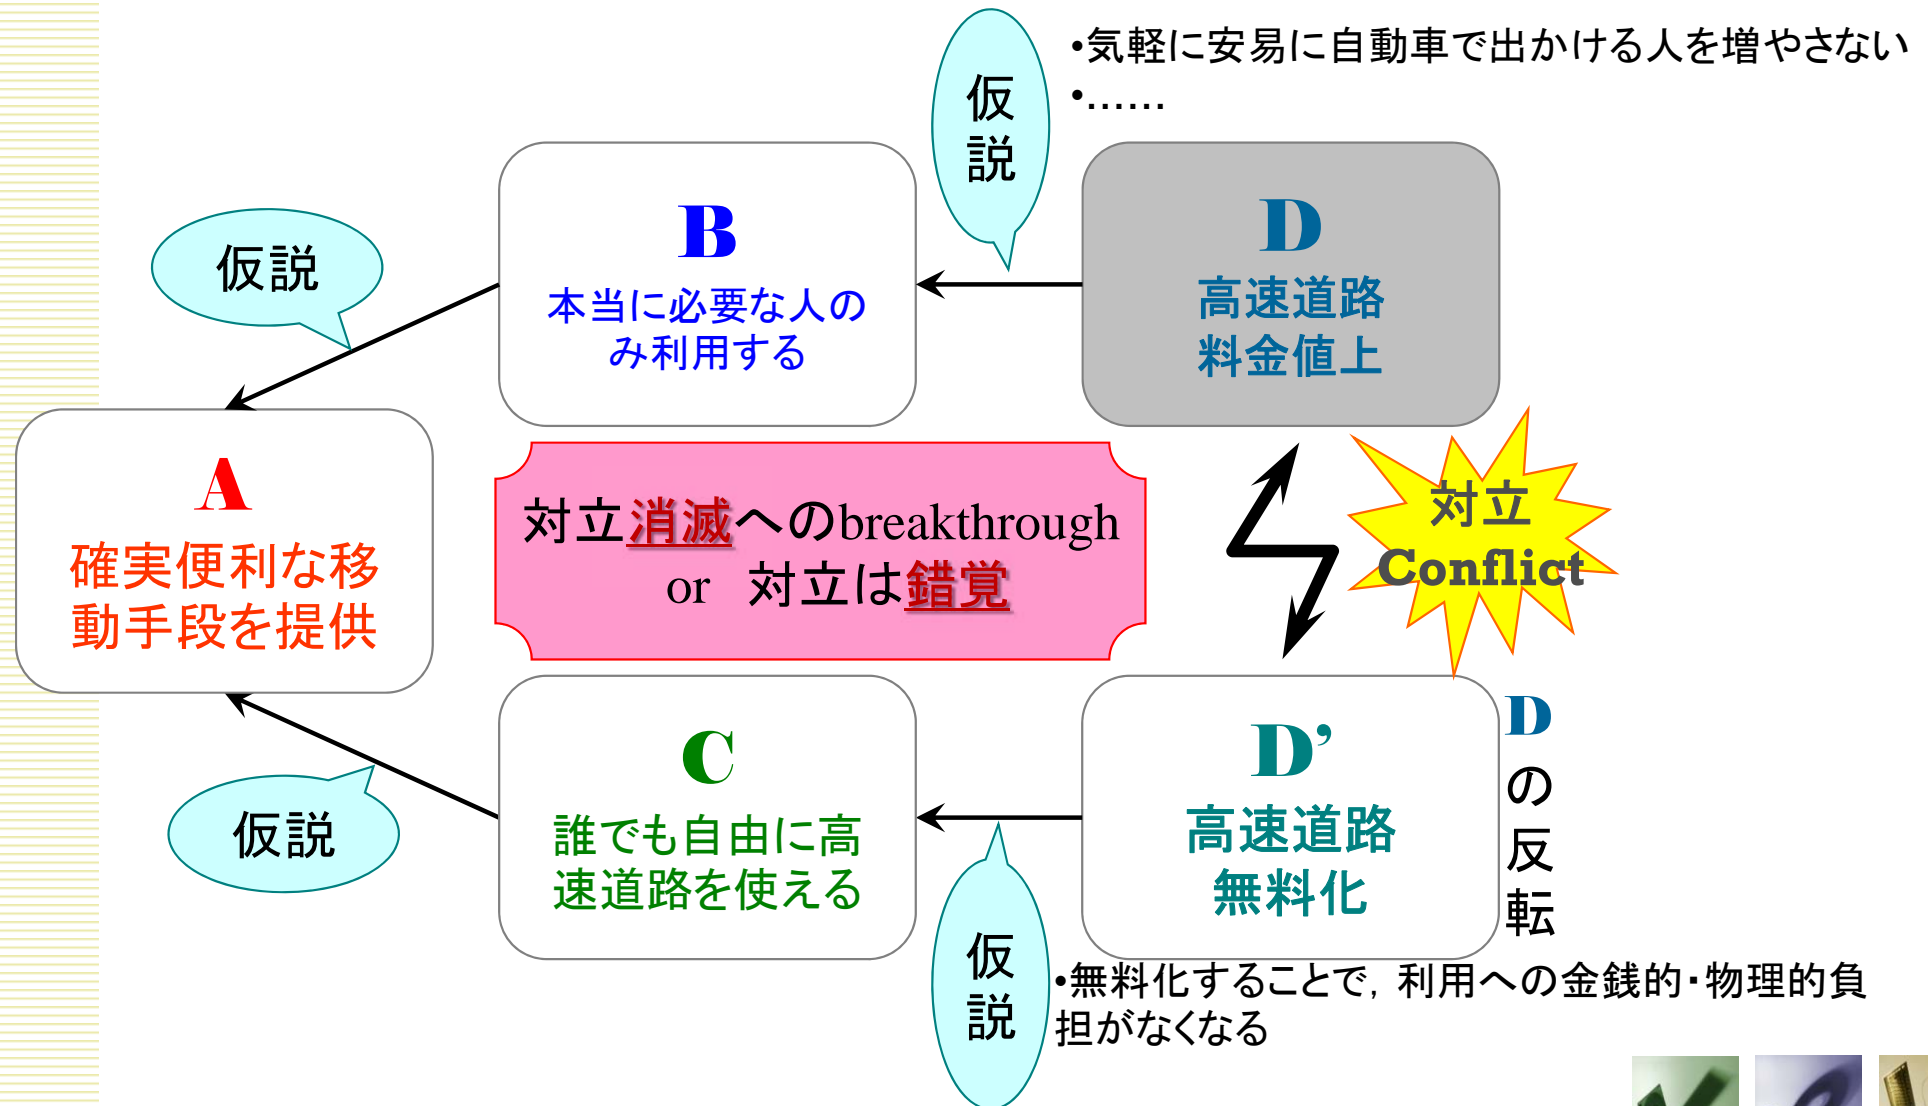 •気軽に安易に自動車で出かける人を増やさない
•……
仮
説
B
本当に必要な人の
み利用する
D
高速道路
料金値上
仮説
A
確実便利な移
動手段を提供
対立消滅へのbreakthrough
or 対立は錯覚
対立
Conflict
C
誰でも自由に高
速道路を使える
D’
高速道路
無料化
D
の
反
転
仮説
仮
説
•無料化することで，利用への金銭的・物理的負
担がなくなる